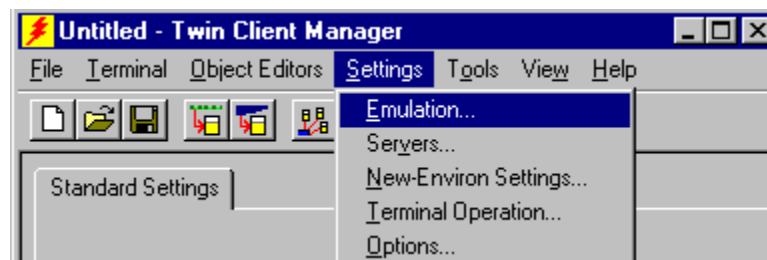 Untitled - Twin Client Manager
File Terminal Object Editors Settings Tools View Help
Emulation...
Servers...
New-Environ Settings...
Terminal Operation...
Options...
Standard Settings